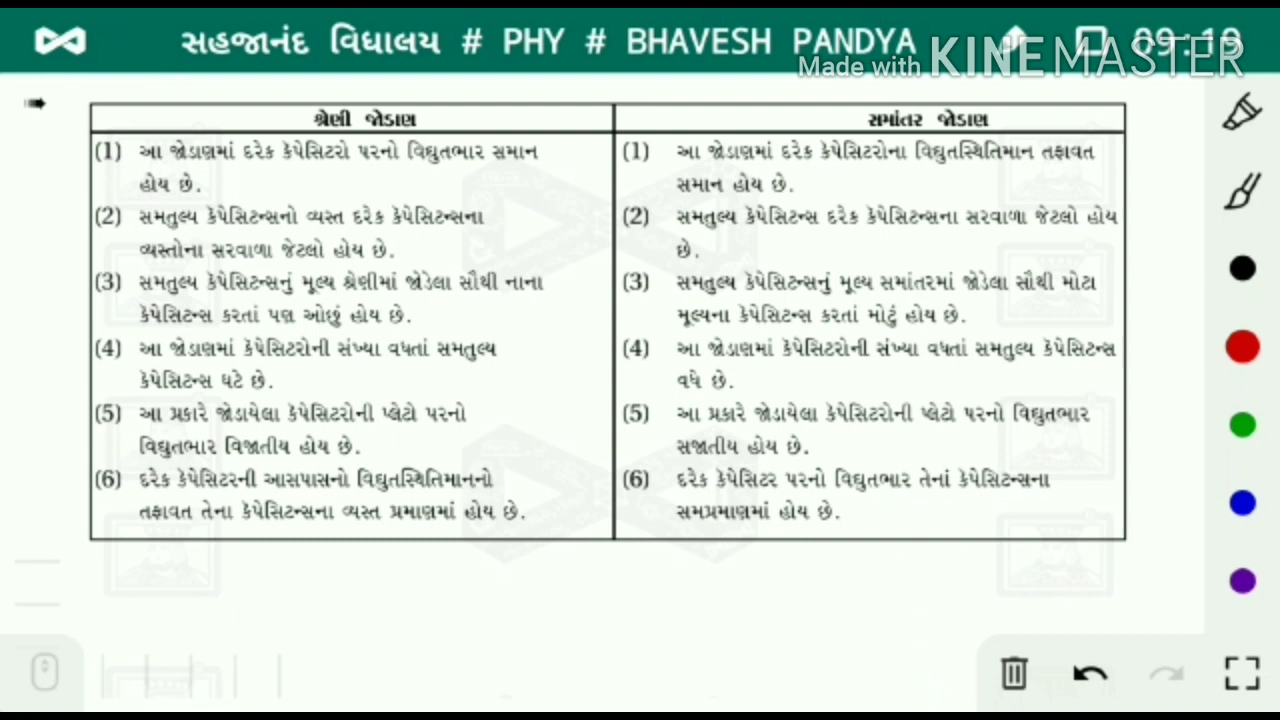 સહજાનંદ વિધાલય # PHY # BHAVESH PANDYA
09:19
Made with KINEMASTER
શ્રેણી જોડાણ
(1) આ જોડાણમાં દરેક કૅપેસિટરો પરનો વિદ્યુતભાર સમાન
હોય છે.
(2) સમતુલ્ય કૅપેસિટન્સનો વ્યસ્ત દરેક કૅપેસિટન્સના
વ્યસ્તોના સરવાળા જેટલો હોય છે.
(3) સમતુલ્ય કૅપેસિટન્સનું મૂલ્ય શ્રેણીમાં જોડેલા સૌથી નાના
કૅપેસિટન્સ કરતાં પણ ઓછું હોય છે.
(4) આ જોડાણમાં કૅપેસિટરોની સંખ્યા વધતાં સમતુલ્ય
કૅપેસિટન્સ ઘટે છે.
(5) આ પ્રકારે જોડાયેલા કૅપેસિટરોની પ્લેટો પરનો
વિદ્યુતભાર વિજાતીય હોય છે.
(6) દરેક કૅપેસિટરની આસપાસનો વિદ્યુતસ્થિતિમાનનો
તફાવત તેના કૅપેસિટન્સના વ્યસ્ત પ્રમાણમાં હોય છે.
સમાંતર જોડાણ
(1) આ જોડાણમાં દરેક કૅપેસિટરોના વિદ્યુતસ્થિતિમાન તફાવત
સમાન હોય છે.
(2) સમતુલ્ય કૅપેસિટન્સ દરેક કૅપેસિટન્સના સરવાળા જેટલો હોય
છે.
(3) સમતુલ્ય કૅપેસિટન્સનું મૂલ્ય સમાંતરમાં જોડેલા સૌથી મોટા
મૂલ્યના કૅપેસિટન્સ કરતાં મોટું હોય છે.
(4) આ જોડાણમાં કૅપેસિટરોની સંખ્યા વધતાં સમતુલ્ય કૅપેસિટન્સ
વધે છે.
(5) આ પ્રકારે જોડાયેલા કૅપેસિટરોની પ્લેટો પરનો વિદ્યુતભાર
સજાતીય હોય છે.
(6) દરેક કૅપેસિટર પરનો વિદ્યુતભાર તેનાં કૅપેસિટન્સના
સમપ્રમાણમાં હોય છે.